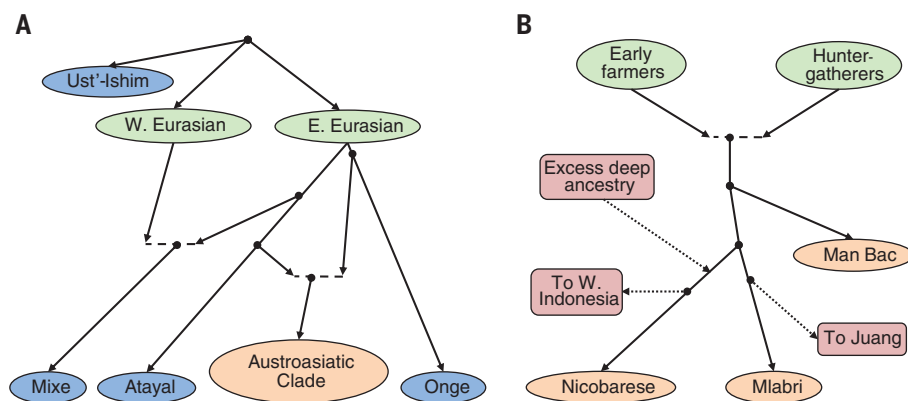 A
Ust'-Ishim
W. Eurasian
E. Eurasian
Mixe
Atayal
Austroasiatic
Clade
Onge
B
Early
farmers
Hunter-
gatherers
Excess deep
ancestry
Man Bac
To W.
Indonesia
To Juang
Nicobarese
Mlabri